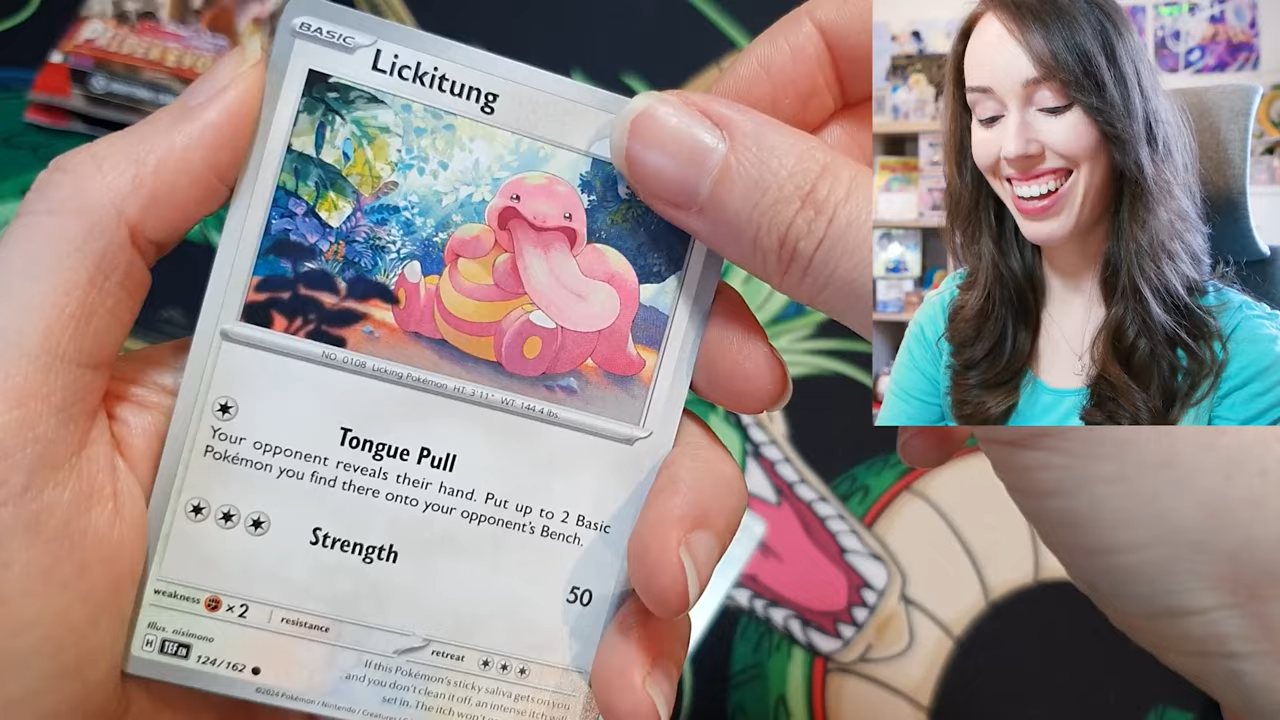 BASIC
Lickitung
NO. 0108 Licking Pokémon HT: 3'11" WT: 144.4 lbs.
Tongue Pull
Your opponent reveals their hand. Put up to 2 Basic
Pokémon you find there onto your opponent's Bench.
Strength
50
weakness ×2 resistance
retreat
Illus. nisimono
H TEF EN 124/162
If this Pokémon's sticky saliva gets on you
and you don't clean it off, an intense itch will
set in. The itch won't
©2024 Pokémon / Nintendo / Creatures